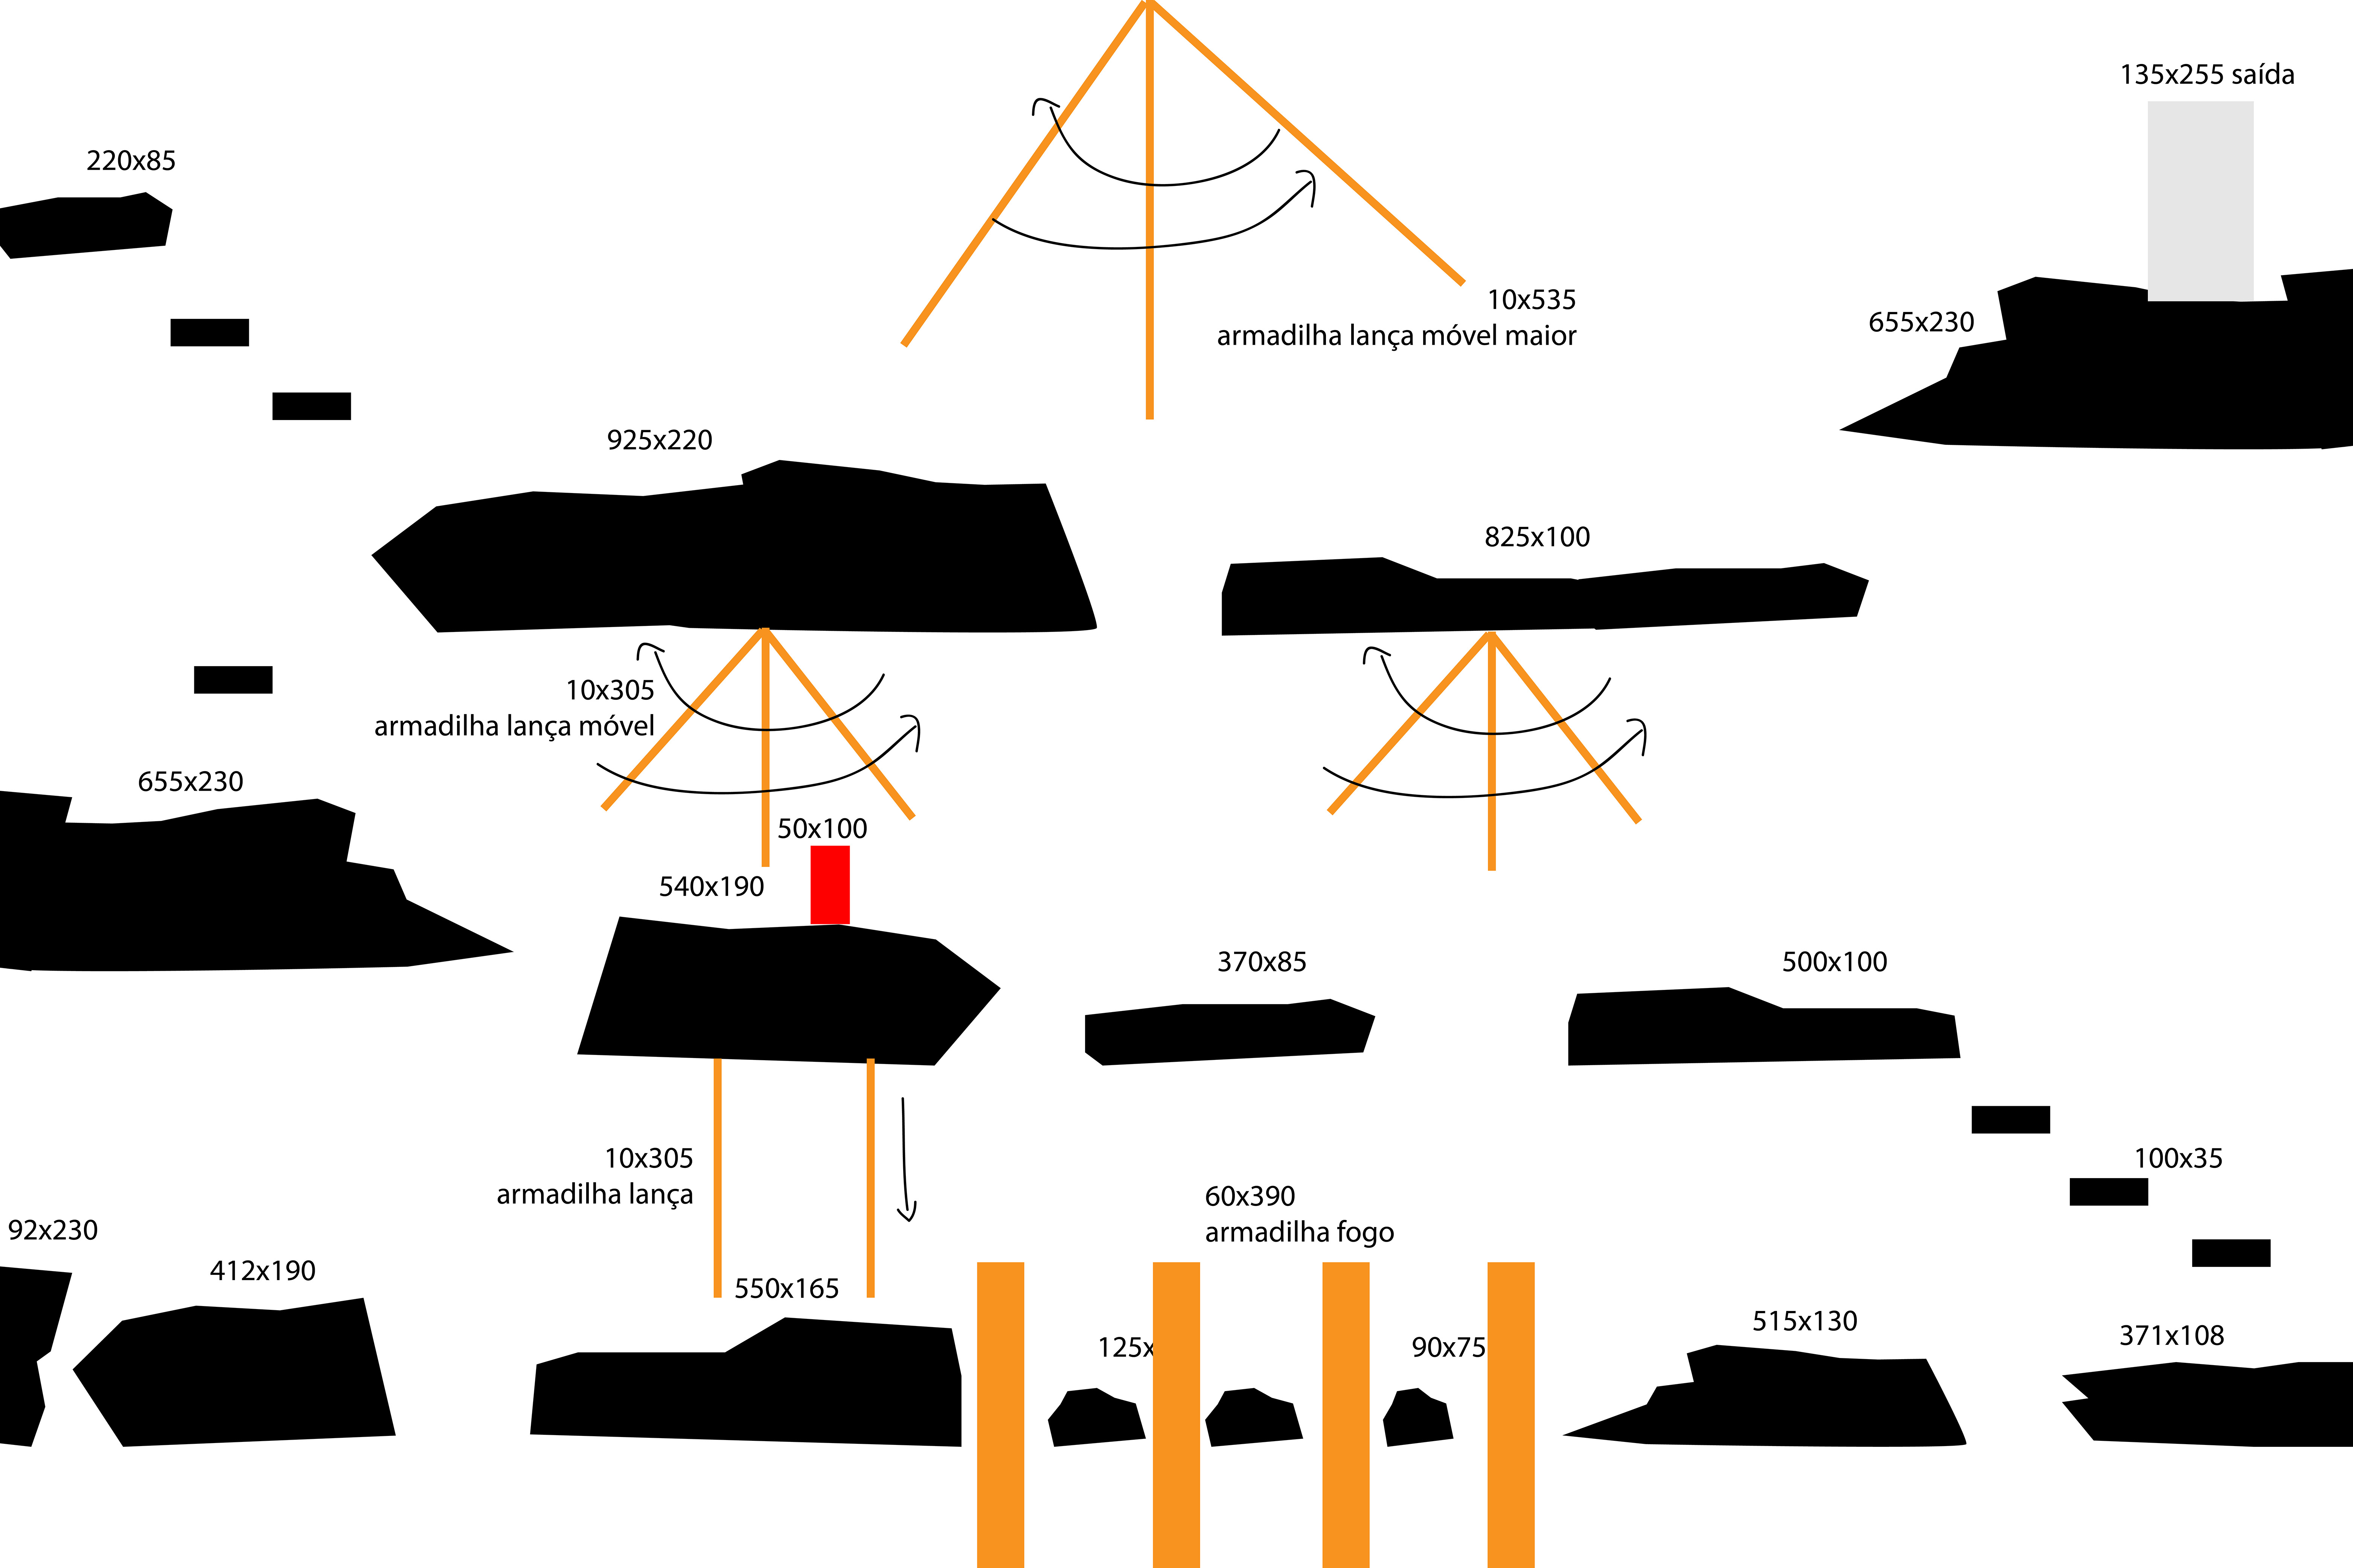 135x255 saída
220x85
10x535
armadilha lança móvel maior
655x230
925x220
825x100
10x305
armadilha lança móvel
655x230
50x100
540x190
370x85
500x100
10x305
armadilha lança
100x35
60x390
armadilha fogo
92x230
412x190
550x165
515x130
371x108
125x
90x75